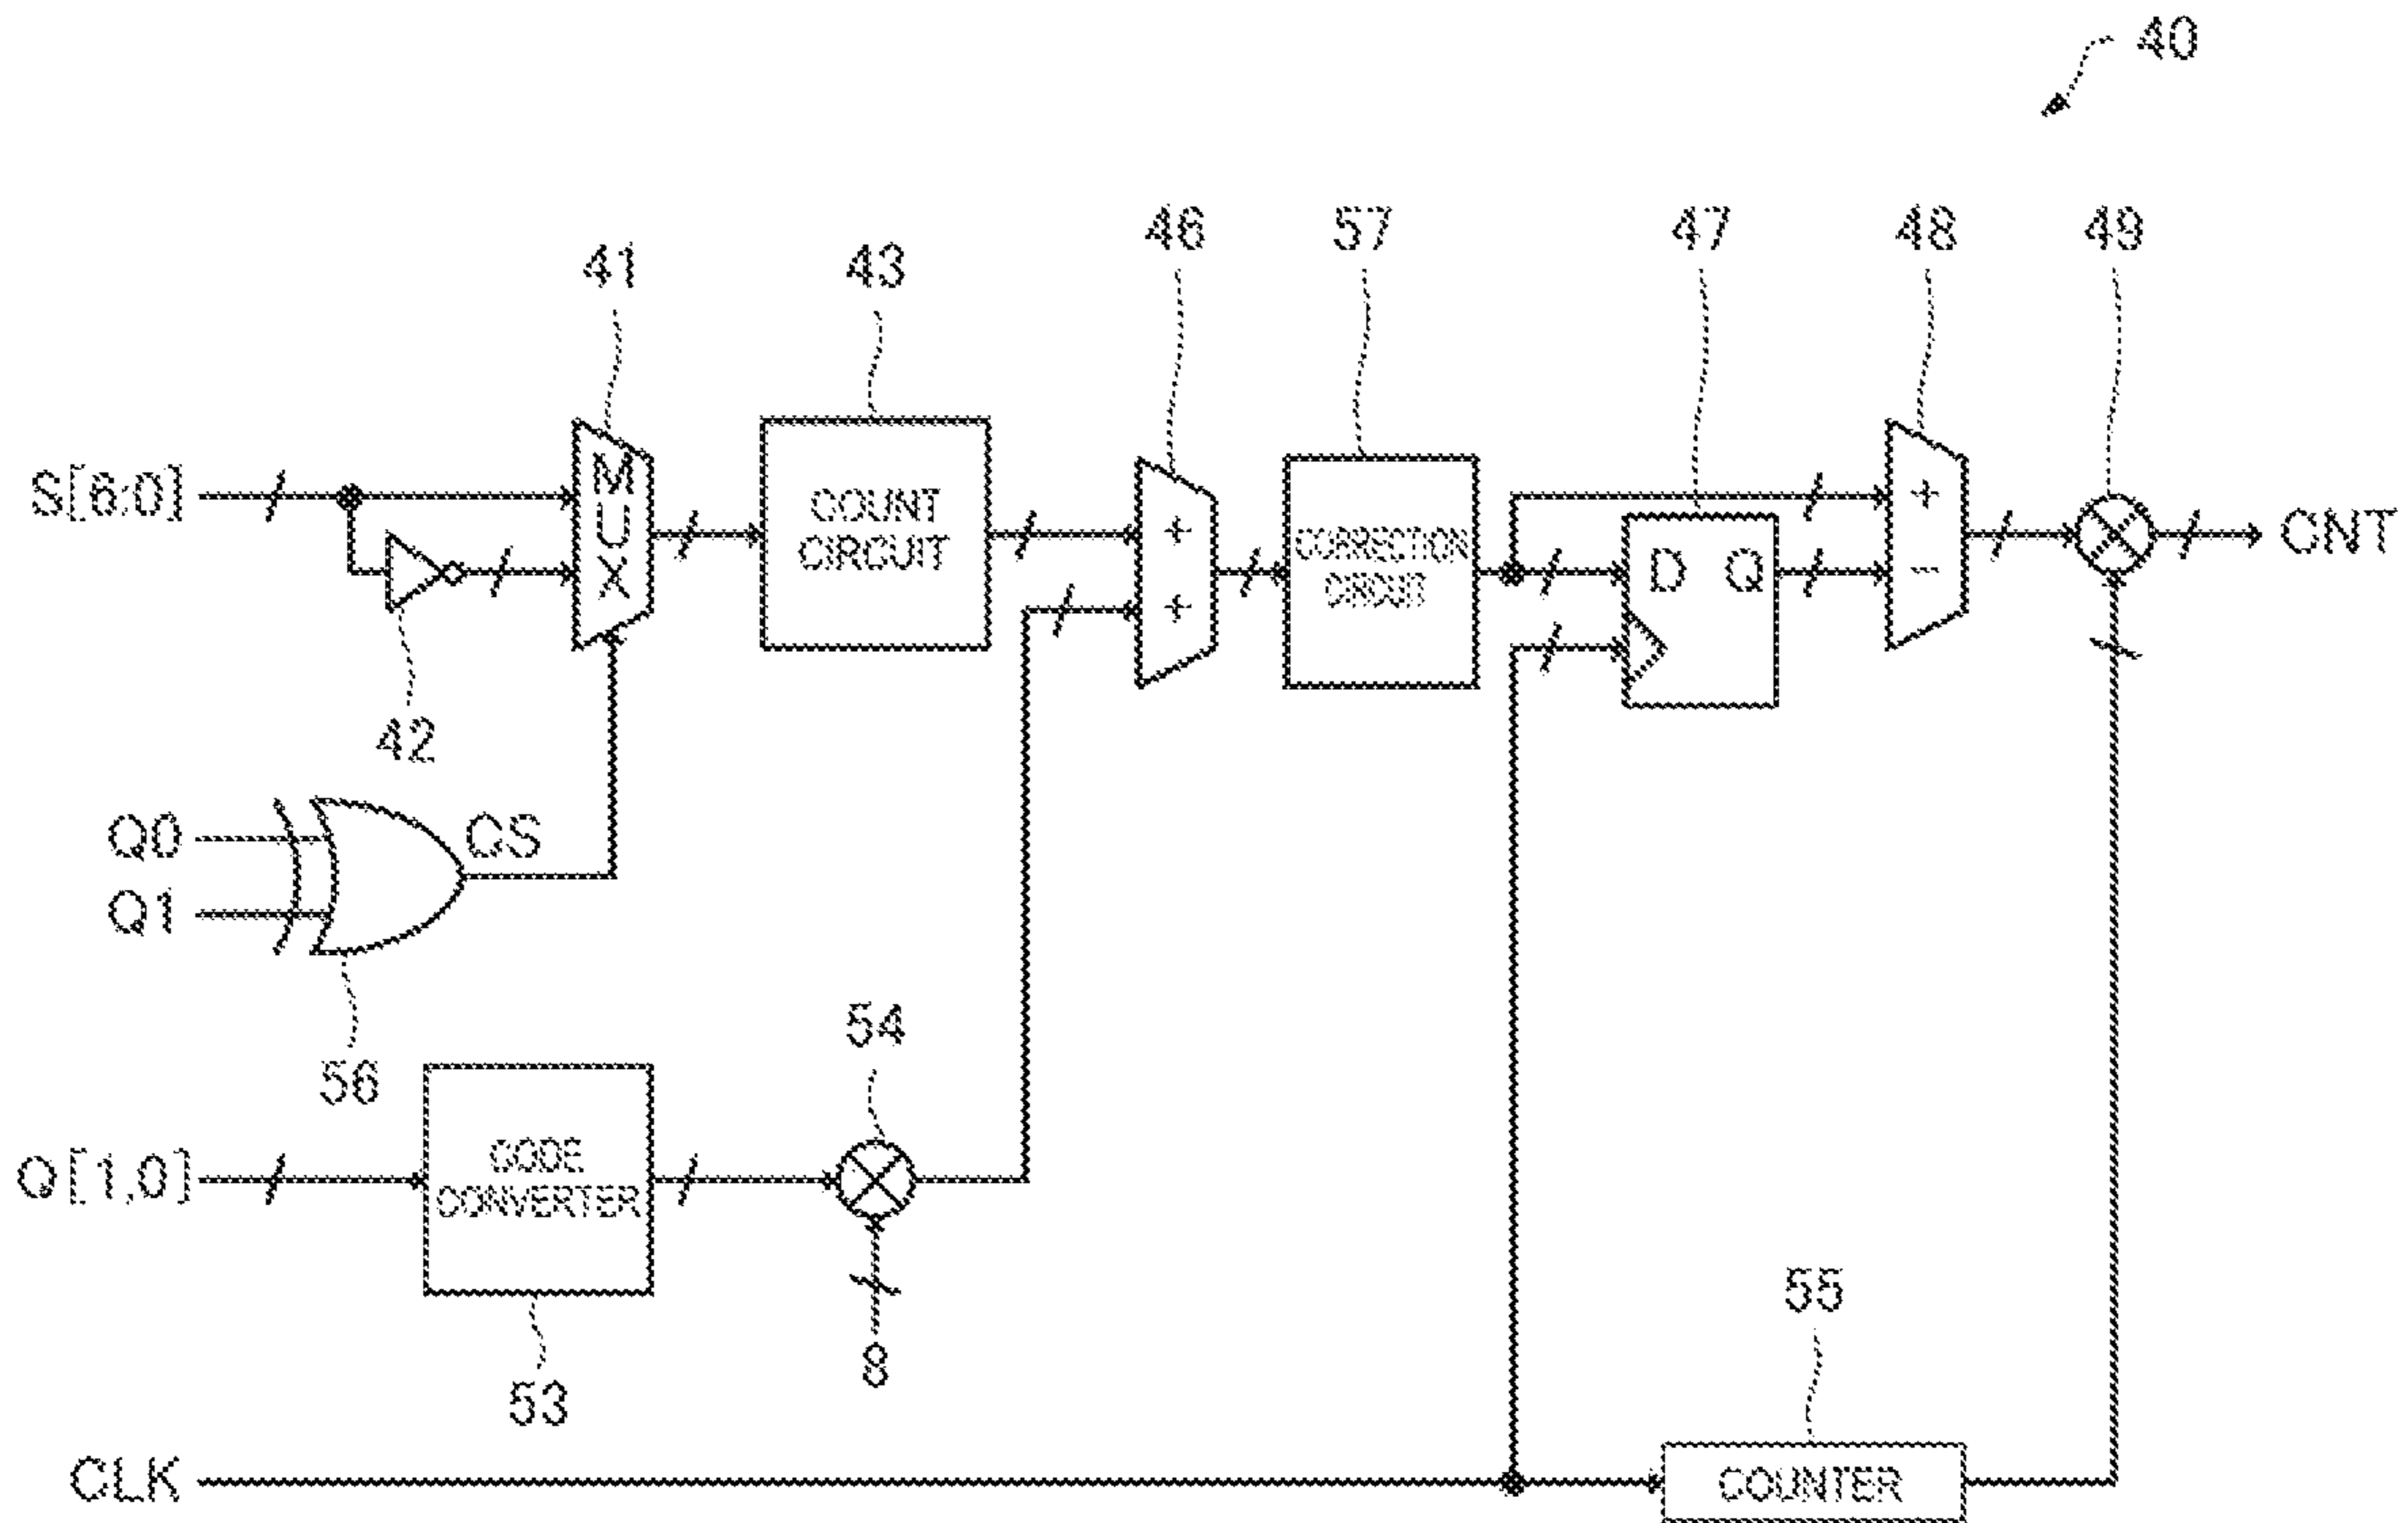 40
46
57
47
48
49
41
43
S[6:0]
MUX
COUNT
CIRCUIT
+
+
CORRECTION
CIRCUIT
D Q
+
−
CNT
42
Q0
Q1
CS
56
54
Q[1,0]
CODE
CONVERTER
53
8
55
CLK
COUNTER